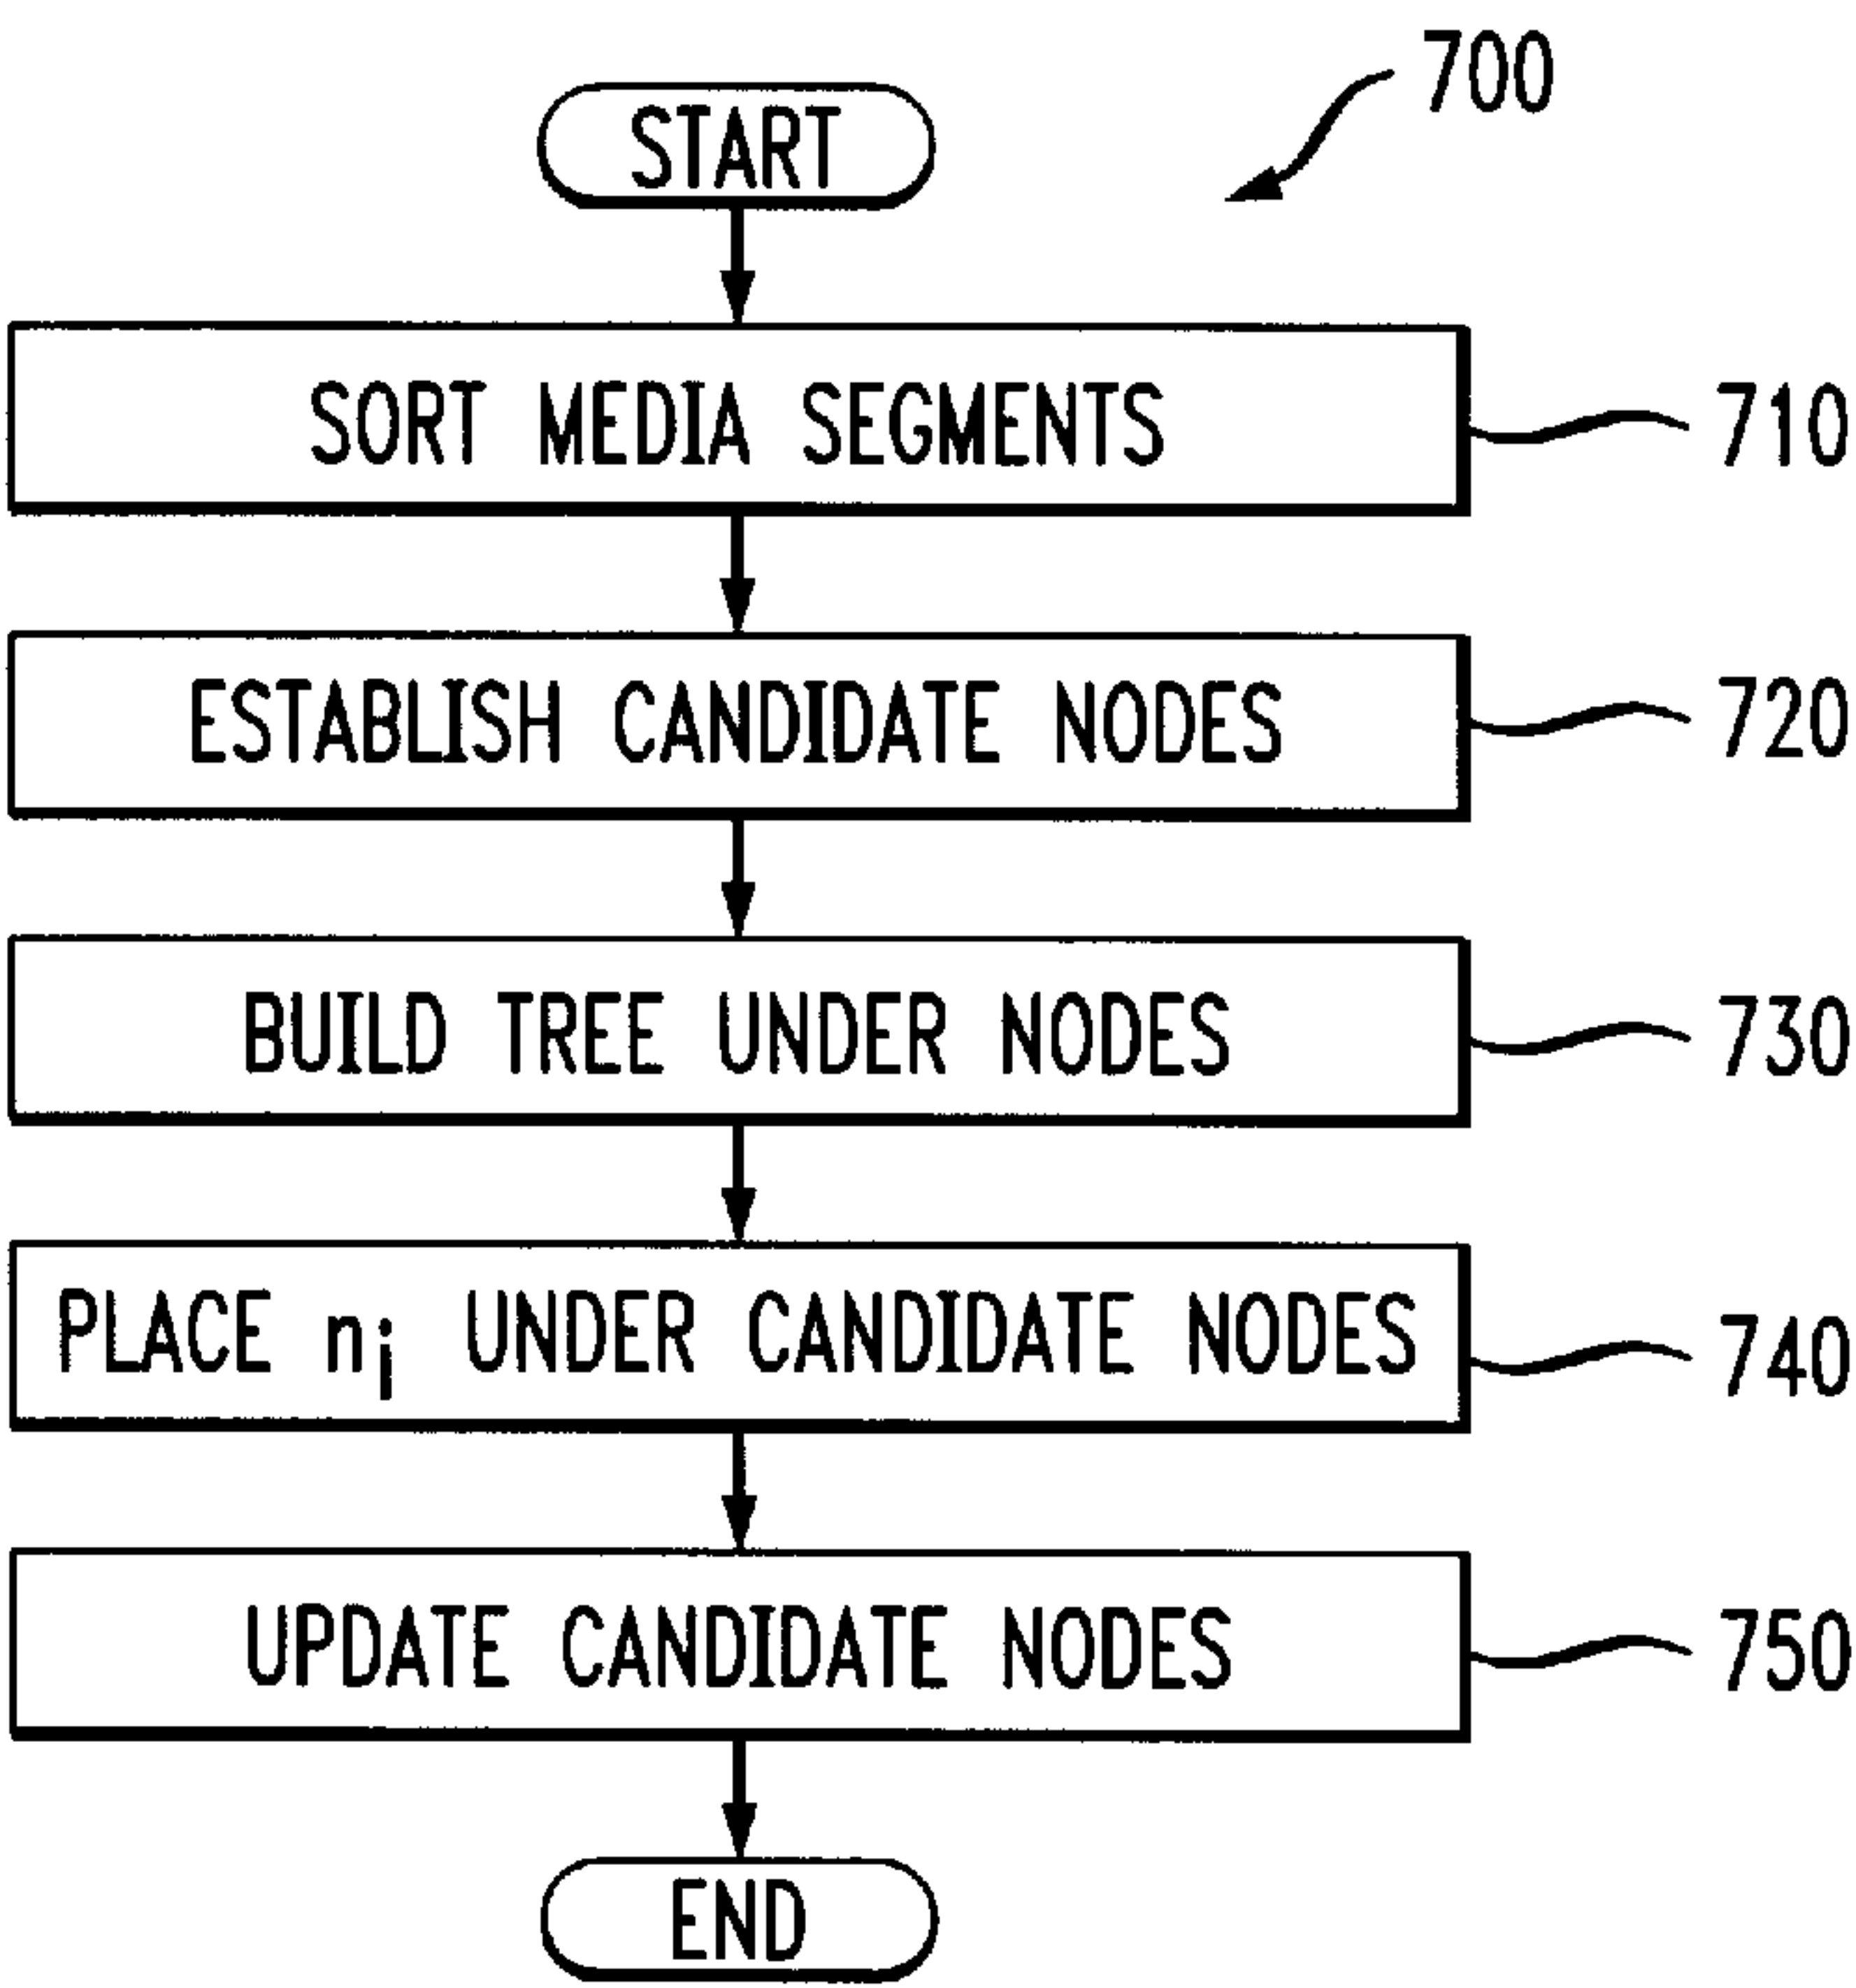 700
START
SORT MEDIA SEGMENTS
710
ESTABLISH CANDIDATE NODES
720
BUILD TREE UNDER NODES
730
PLACE ni UNDER CANDIDATE NODES
740
UPDATE CANDIDATE NODES
750
END